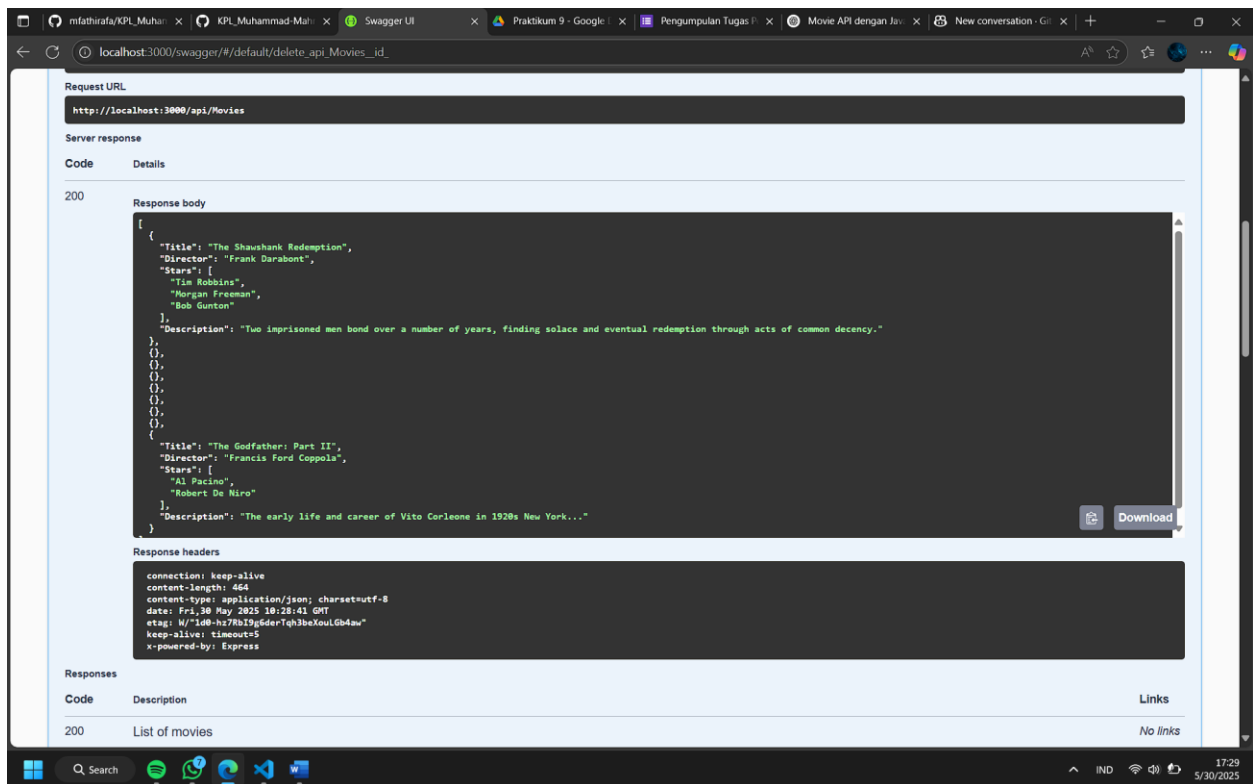 mfathirafa/KPL_Muhan
KPL_Muhammad-Mahr
Swagger UI
Praktikum 9 - Google D
Pengumpulan Tugas P
Movie API dengan Jav
New conversation · Git
localhost:3000/swagger/#/default/delete_api_Movies__id_
Request URL
http://localhost:3000/api/Movies
Server response
Code Details
200
Response body
[
{
"Title": "The Shawshank Redemption",
"Director": "Frank Darabont",
"Stars": [
"Tim Robbins",
"Morgan Freeman",
"Bob Gunton"
],
"Description": "Two imprisoned men bond over a number of years, finding solace and eventual redemption through acts of common decency."
},
{},
{},
{},
{},
{},
{},
{},
{
"Title": "The Godfather: Part II",
"Director": "Francis Ford Coppola",
"Stars": [
"Al Pacino",
"Robert De Niro"
],
"Description": "The early life and career of Vito Corleone in 1920s New York..."
}
Download
Response headers
connection: keep-alive
content-length: 464
content-type: application/json; charset=utf-8
date: Fri,30 May 2025 10:28:41 GMT
etag: W/"1d0-hz7RbI9g6derTqh3beXouLGb4aw"
keep-alive: timeout=5
x-powered-by: Express
Responses
Code Description Links
200 List of movies No links
Search
7
IND
17:29
5/30/2025